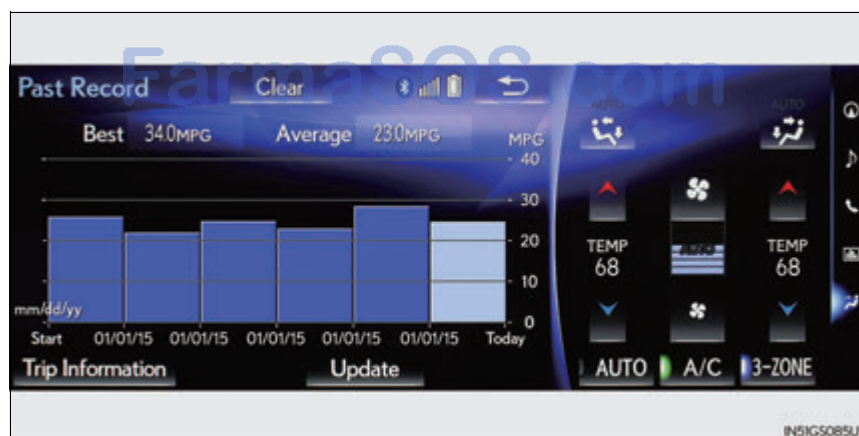 FarmaSOS.com
Past Record
Clear
Best 34.0MPG
Average 23.0MPG
MPG
40
30
20
10
0
mm/dd/yy
Start 01/01/15 01/01/15 01/01/15 01/01/15 01/01/15 Today
Trip Information
Update
AUTO
AUTO
TEMP
68
TEMP
68
AUTO
AUTO
A/C
3-ZONE
IN5IGS085U